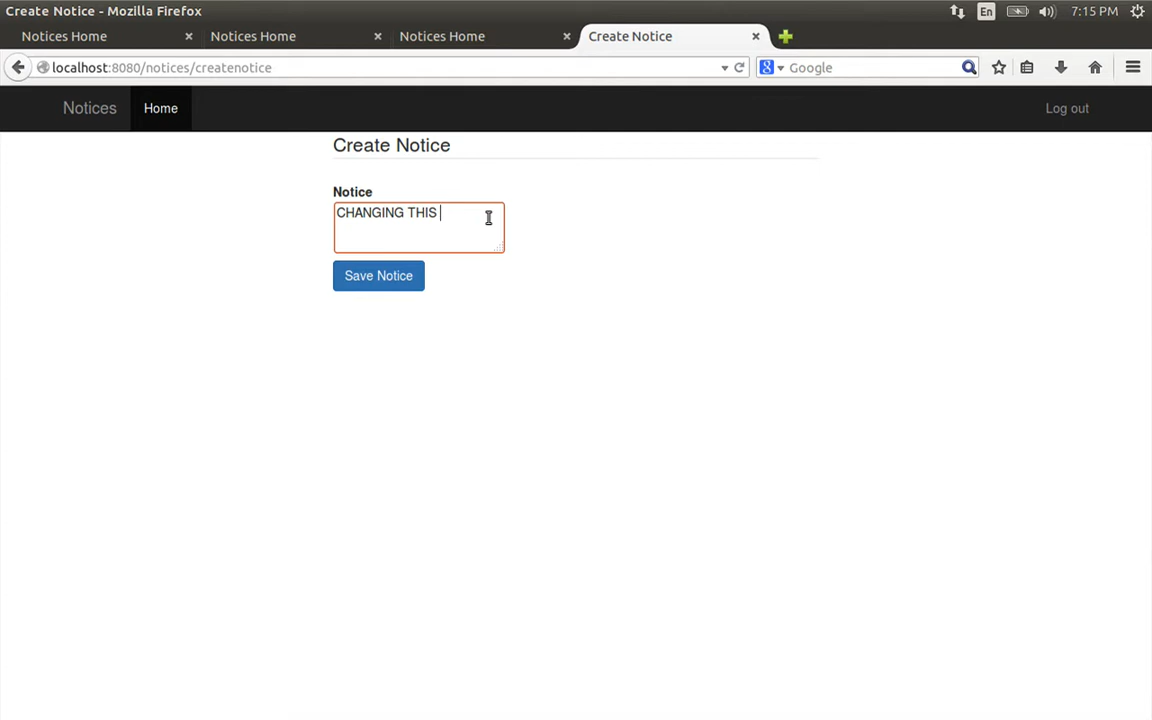 Create Notice - Mozilla Firefox
En
7:15 PM
Notices Home
Notices Home
Notices Home
Create Notice
localhost:8080/notices/createnotice
Google
Notices
Home
Log out
Create Notice
Notice
CHANGING THIS
Save Notice